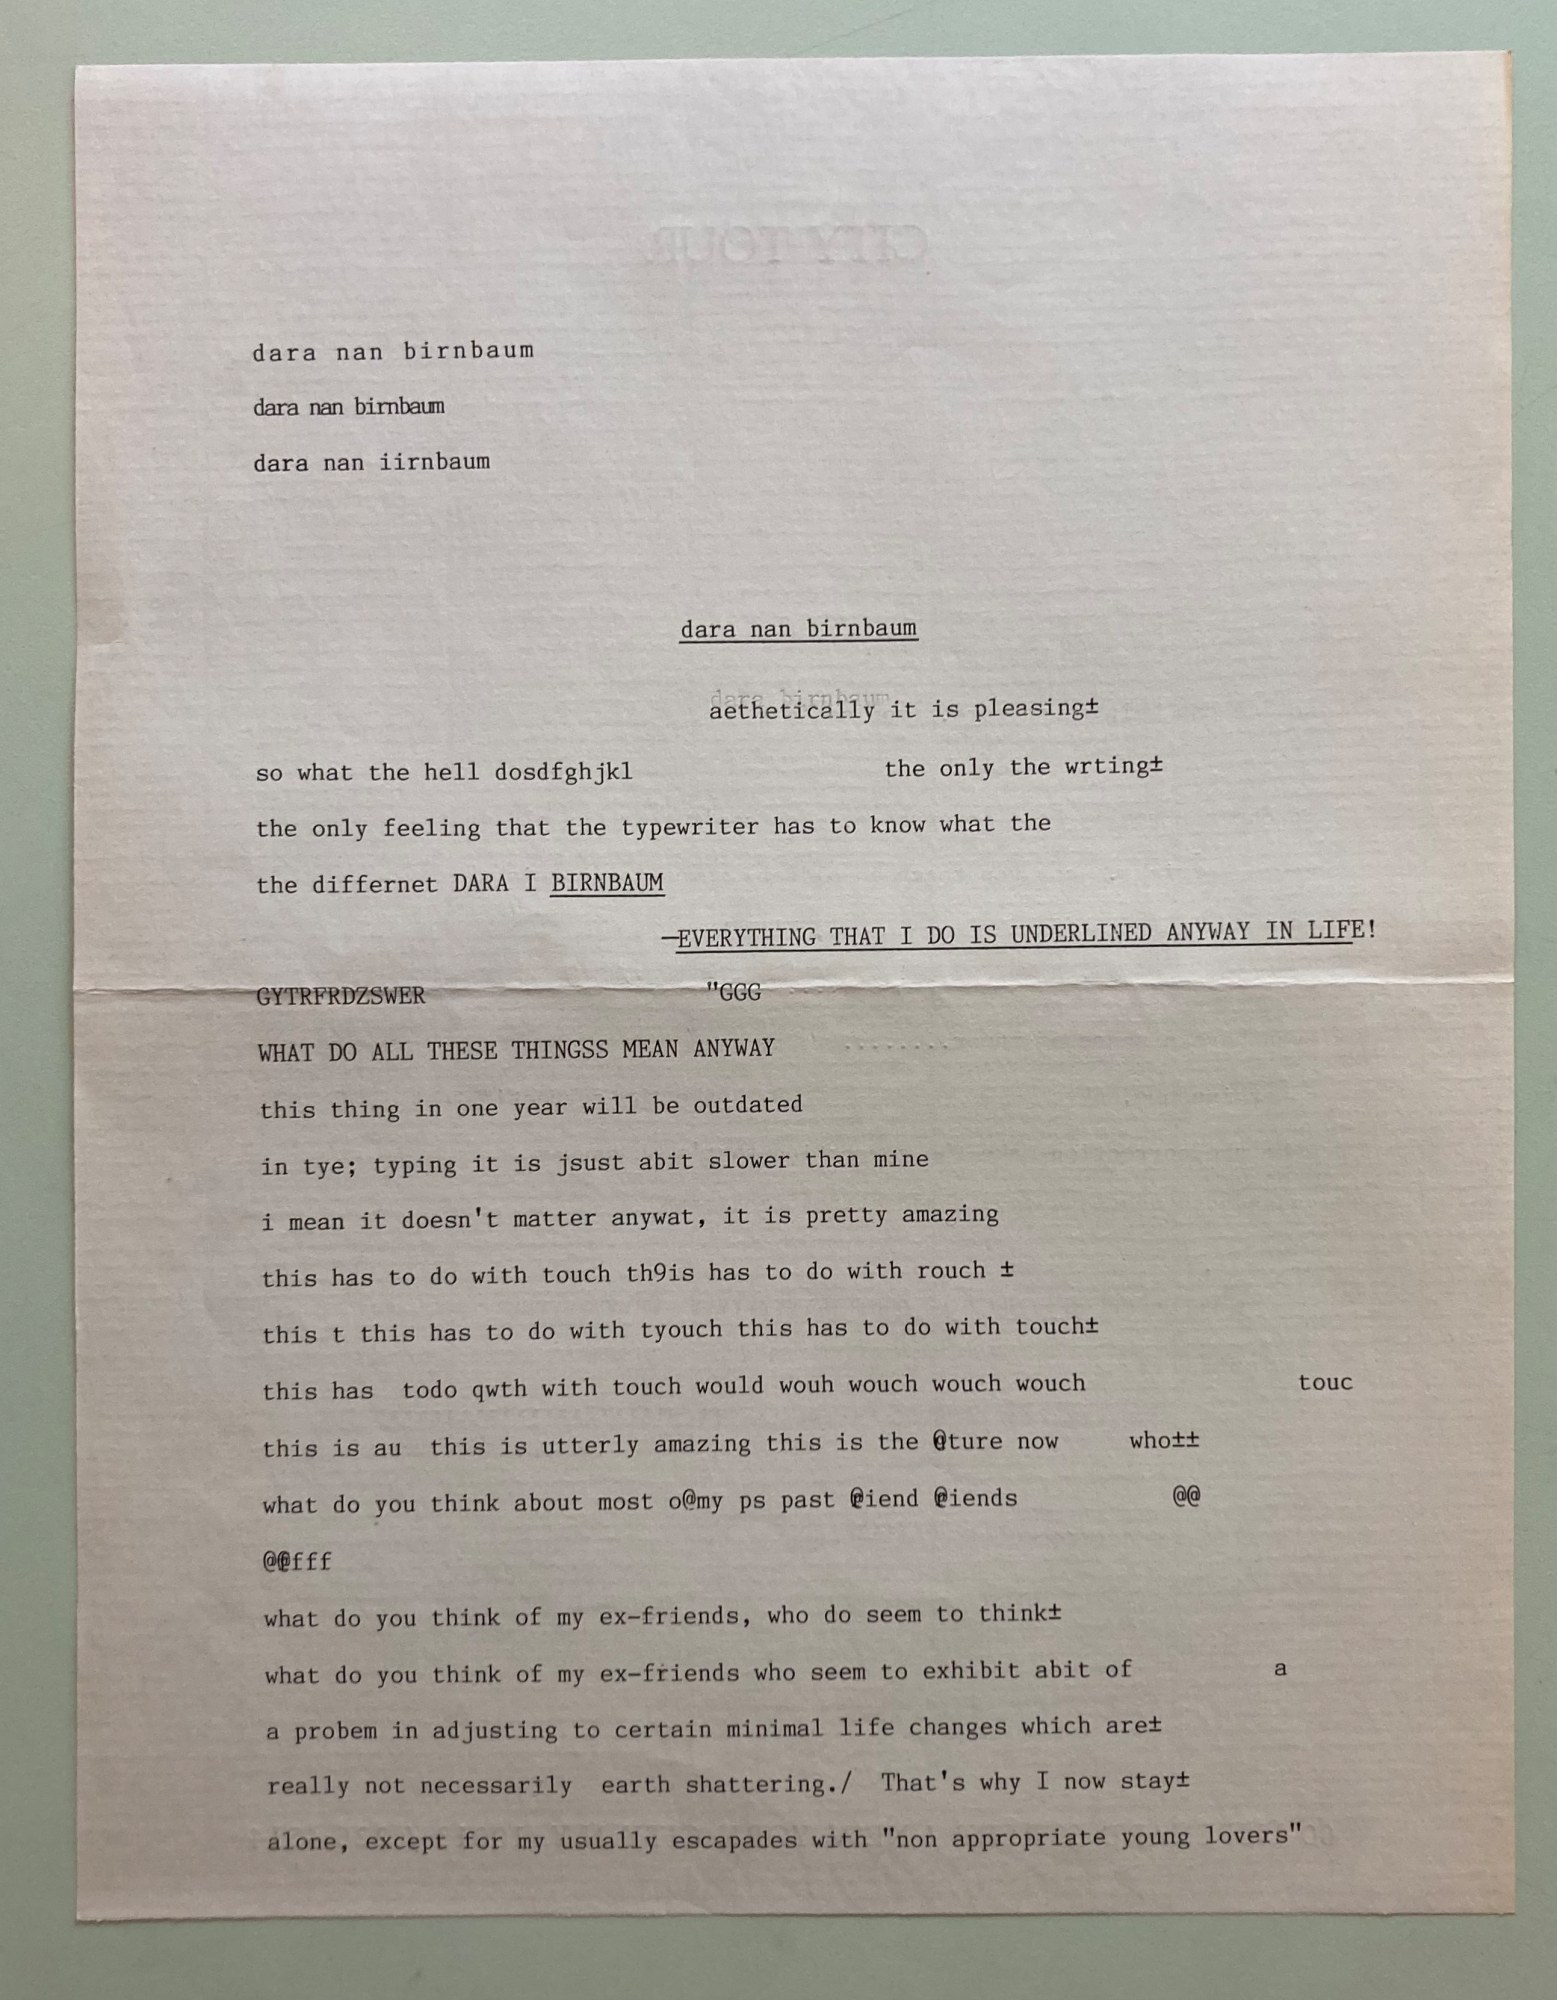 CITY TOUR
dara nan birnbaum
dara nan birnbaum
dara nan iirnbaum
dara nan birnbaum
dara birnbaum
aethetically it is pleasing±
so what the hell dosdfghjkl the only the wrting±
the only feeling that the typewriter has to know what the
the differnet DARA I BIRNBAUM
—EVERYTHING THAT I DO IS UNDERLINED ANYWAY IN LIFE!
GYTRFRDZSWER "GGG
WHAT DO ALL THESE THINGSS MEAN ANYWAY ........
this thing in one year will be outdated
in tye; typing it is jsust abit slower than mine
i mean it doesn't matter anywat, it is pretty amazing
this has to do with touch th9is has to do with rouch ±
this t this has to do with tyouch this has to do with touch±
this has todo qwth with touch would wouh wouch wouch wouch touc
this is au this is utterly amazing this is the @ture now who±±
what do you think about most o@my ps past @iend @iends @@
@@fff
what do you think of my ex-friends, who do seem to think±
what do you think of my ex-friends who seem to exhibit abit of a
a probem in adjusting to certain minimal life changes which are±
really not necessarily earth shattering./ That's why I now stay±
alone, except for my usually escapades with "non appropriate young lovers"